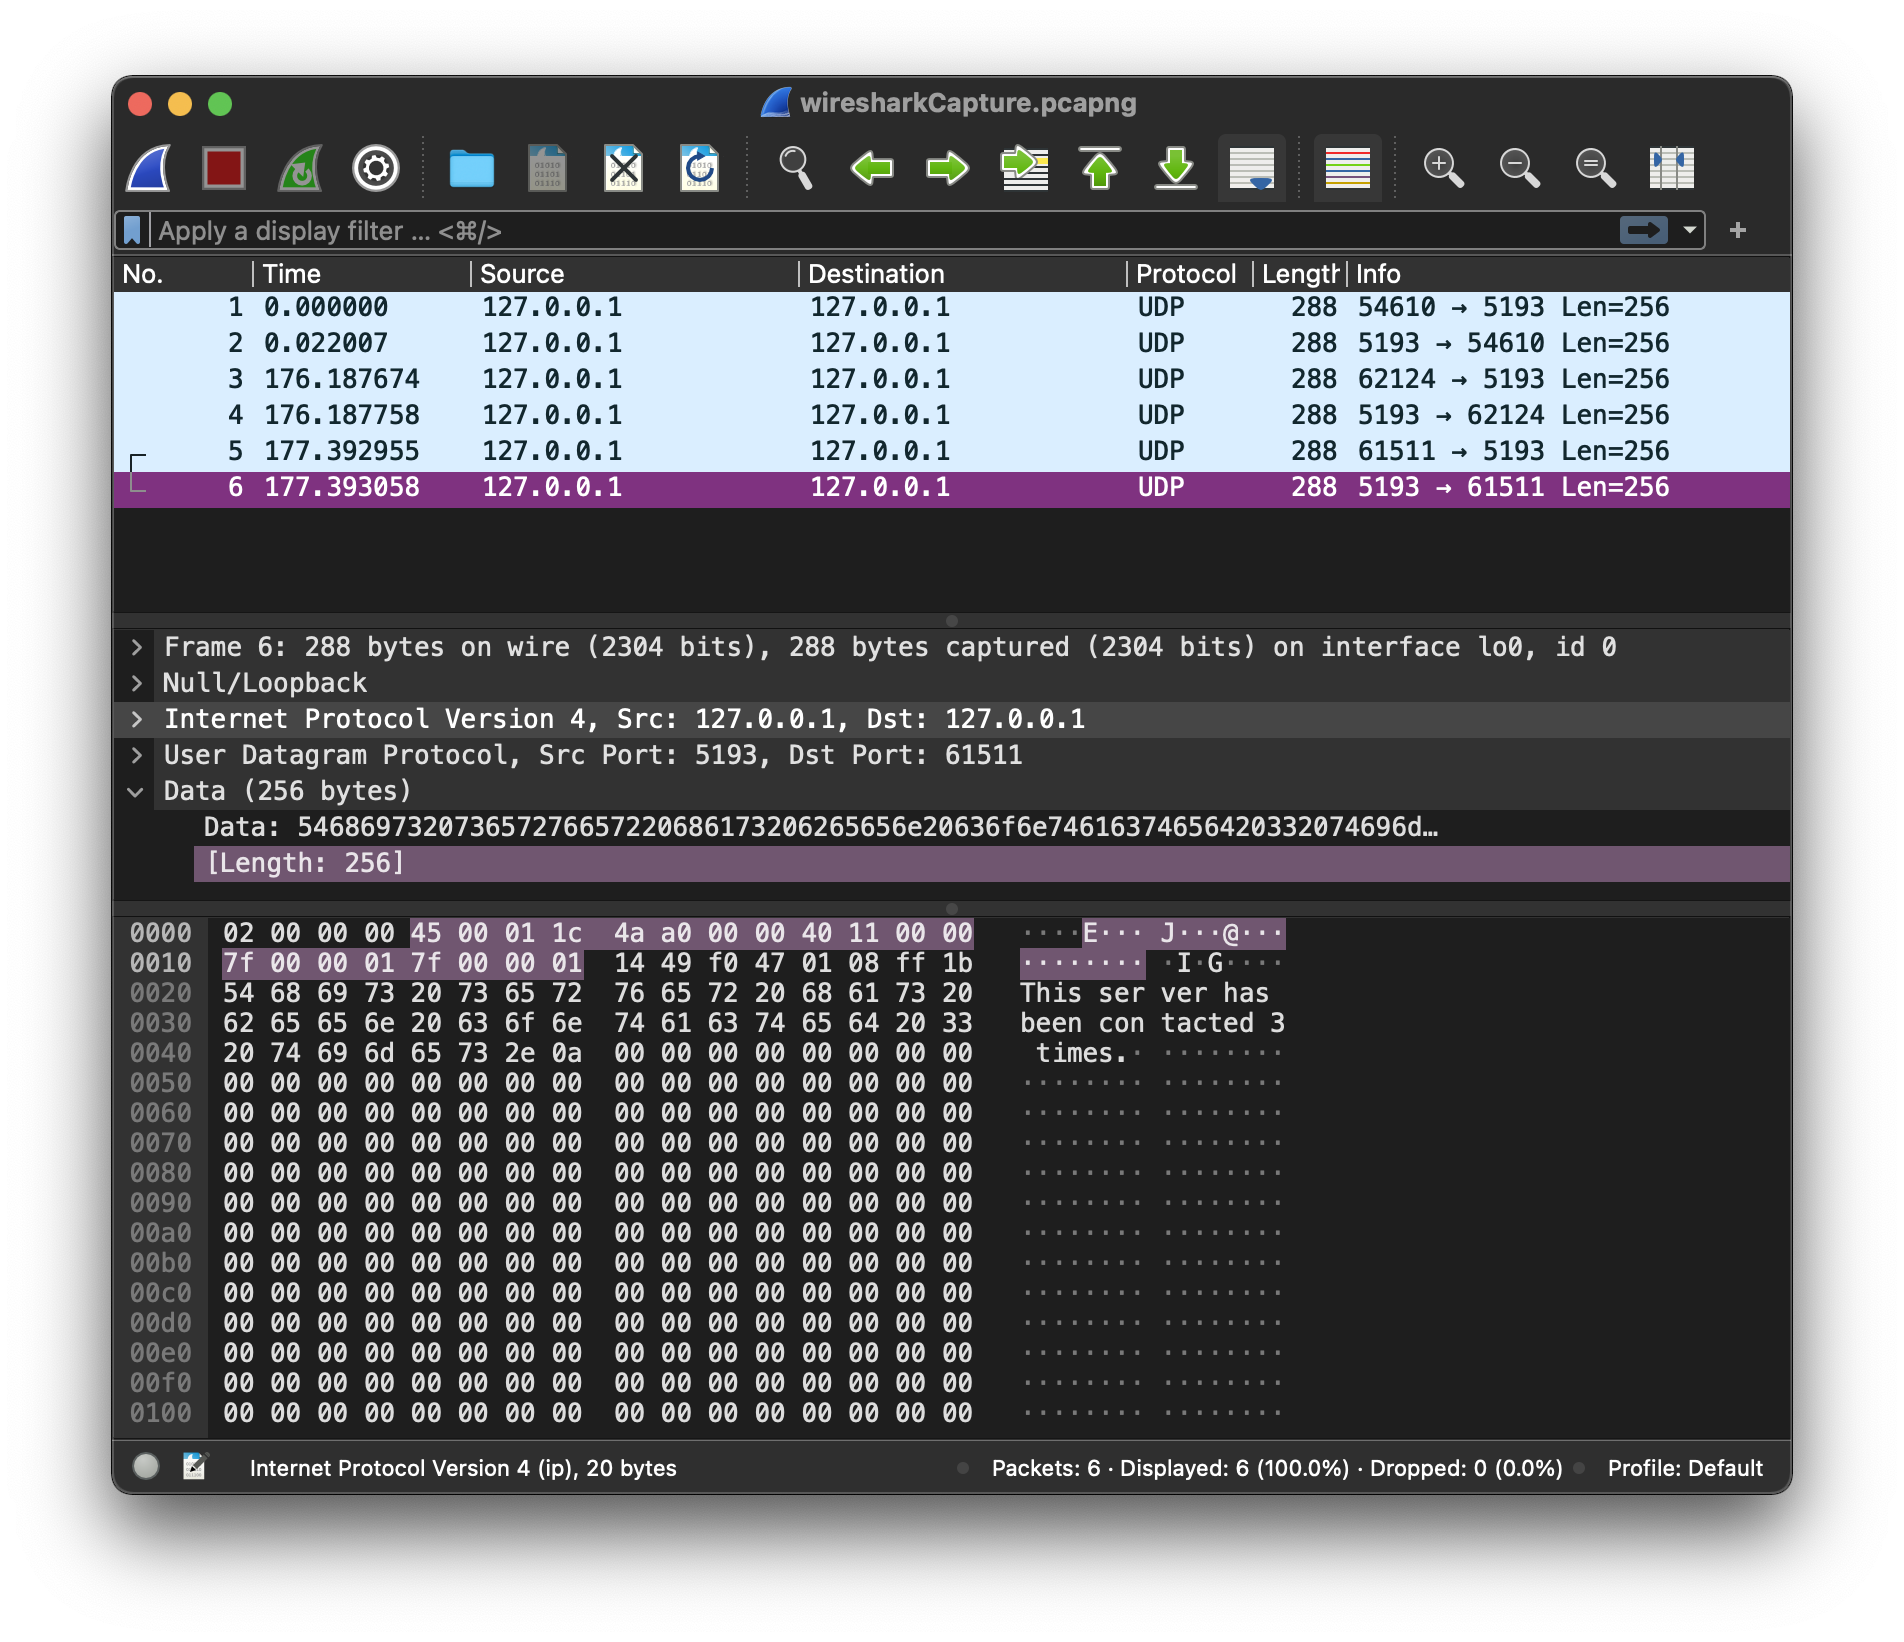 wiresharkCapture.pcapng
Apply a display filter … <⌘/>
No. Time Source Destination Protocol Length Info
1 0.000000 127.0.0.1 127.0.0.1 UDP 288 54610 → 5193 Len=256
2 0.022007 127.0.0.1 127.0.0.1 UDP 288 5193 → 54610 Len=256
3 176.187674 127.0.0.1 127.0.0.1 UDP 288 62124 → 5193 Len=256
4 176.187758 127.0.0.1 127.0.0.1 UDP 288 5193 → 62124 Len=256
5 177.392955 127.0.0.1 127.0.0.1 UDP 288 61511 → 5193 Len=256
6 177.393058 127.0.0.1 127.0.0.1 UDP 288 5193 → 61511 Len=256
Frame 6: 288 bytes on wire (2304 bits), 288 bytes captured (2304 bits) on interface lo0, id 0
Null/Loopback
Internet Protocol Version 4, Src: 127.0.0.1, Dst: 127.0.0.1
User Datagram Protocol, Src Port: 5193, Dst Port: 61511
Data (256 bytes)
Data: 54686973207365727665722068617320626565​6e20636f6e74616374656420332074696d…
[Length: 256]
0000 02 00 00 00 45 00 01 1c 4a a0 00 00 40 11 00 00 ····E··· J···@···
0010 7f 00 00 01 7f 00 00 01 14 49 f0 47 01 08 ff 1b ········ ·I·G····
0020 54 68 69 73 20 73 65 72 76 65 72 20 68 61 73 20 This ser ver has
0030 62 65 65 6e 20 63 6f 6e 74 61 63 74 65 64 20 33 been con tacted 3
0040 20 74 69 6d 65 73 2e 0a 00 00 00 00 00 00 00 00 times.· ········
0050 00 00 00 00 00 00 00 00 00 00 00 00 00 00 00 00 ········ ········
0060 00 00 00 00 00 00 00 00 00 00 00 00 00 00 00 00 ········ ········
0070 00 00 00 00 00 00 00 00 00 00 00 00 00 00 00 00 ········ ········
0080 00 00 00 00 00 00 00 00 00 00 00 00 00 00 00 00 ········ ········
0090 00 00 00 00 00 00 00 00 00 00 00 00 00 00 00 00 ········ ········
00a0 00 00 00 00 00 00 00 00 00 00 00 00 00 00 00 00 ········ ········
00b0 00 00 00 00 00 00 00 00 00 00 00 00 00 00 00 00 ········ ········
00c0 00 00 00 00 00 00 00 00 00 00 00 00 00 00 00 00 ········ ········
00d0 00 00 00 00 00 00 00 00 00 00 00 00 00 00 00 00 ········ ········
00e0 00 00 00 00 00 00 00 00 00 00 00 00 00 00 00 00 ········ ········
00f0 00 00 00 00 00 00 00 00 00 00 00 00 00 00 00 00 ········ ········
0100 00 00 00 00 00 00 00 00 00 00 00 00 00 00 00 00 ········ ········
Internet Protocol Version 4 (ip), 20 bytes Packets: 6 · Displayed: 6 (100.0%) · Dropped: 0 (0.0%) Profile: Default